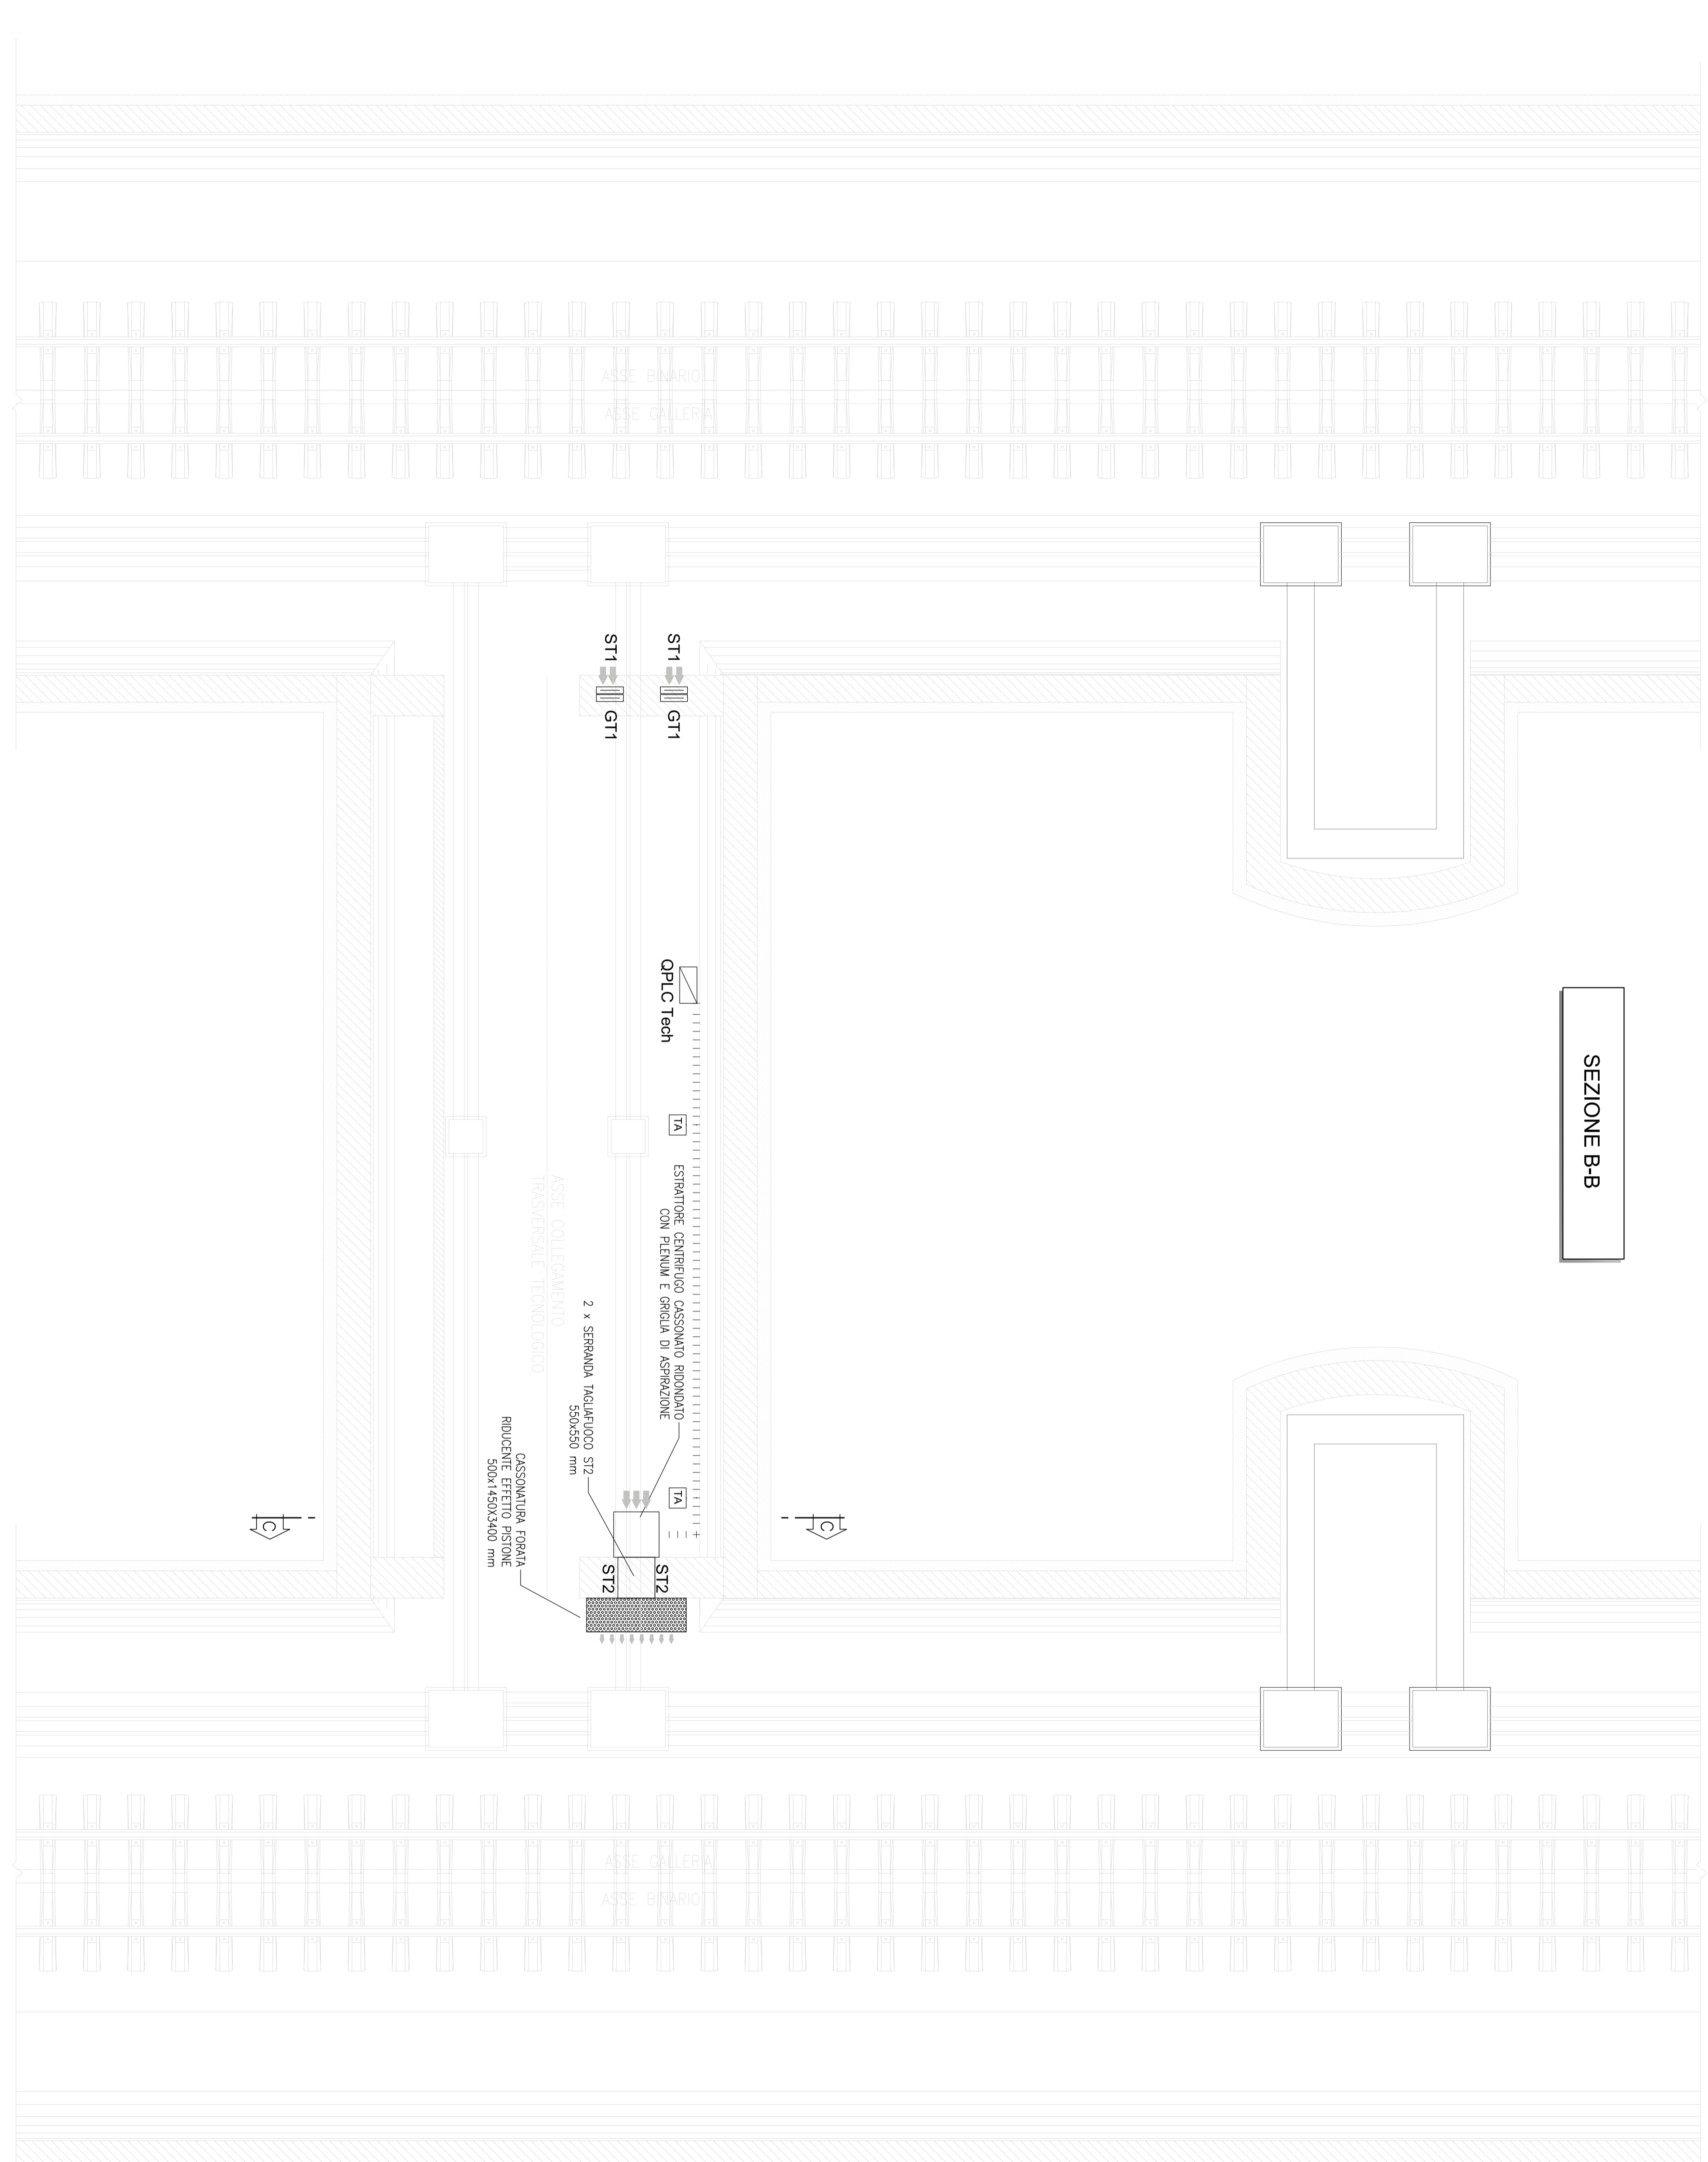 SEZIONE B-B
ASSE BINARIO
ASSE GALLERIA
ST1
GT1
ST1
GT1
QPLC Tech
TA
ESTRATTORE CENTRIFUGO CASSONATO RIDONDATO
CON PLENUM E GRIGLIA DI ASPIRAZIONE
TA
2 x SERRANDA TAGLIAFUOCO ST2
550x550 mm
ASSE COLLEGAMENTO
TRASVERSALE TECNOLOGICO
CASSONATURA FORATA
RIDUCENTE EFFETTO PISTONE
500x1450X3400 mm
ST2
ST2
C
C
ASSE GALLERIA
ASSE BINARIO